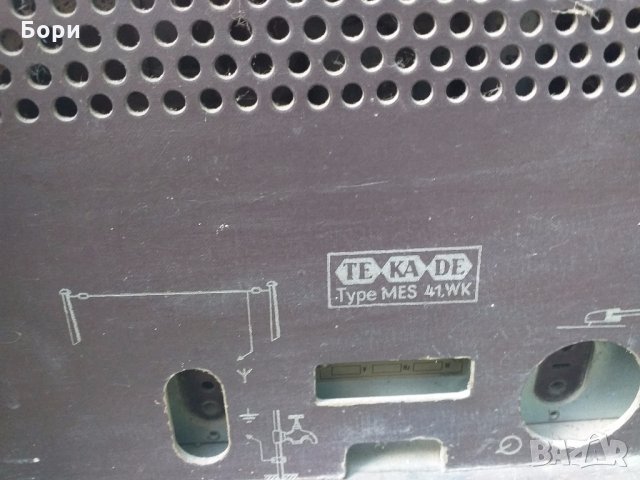 Бори
TE-KA-DE
Type MES 41.WK
BAZAR